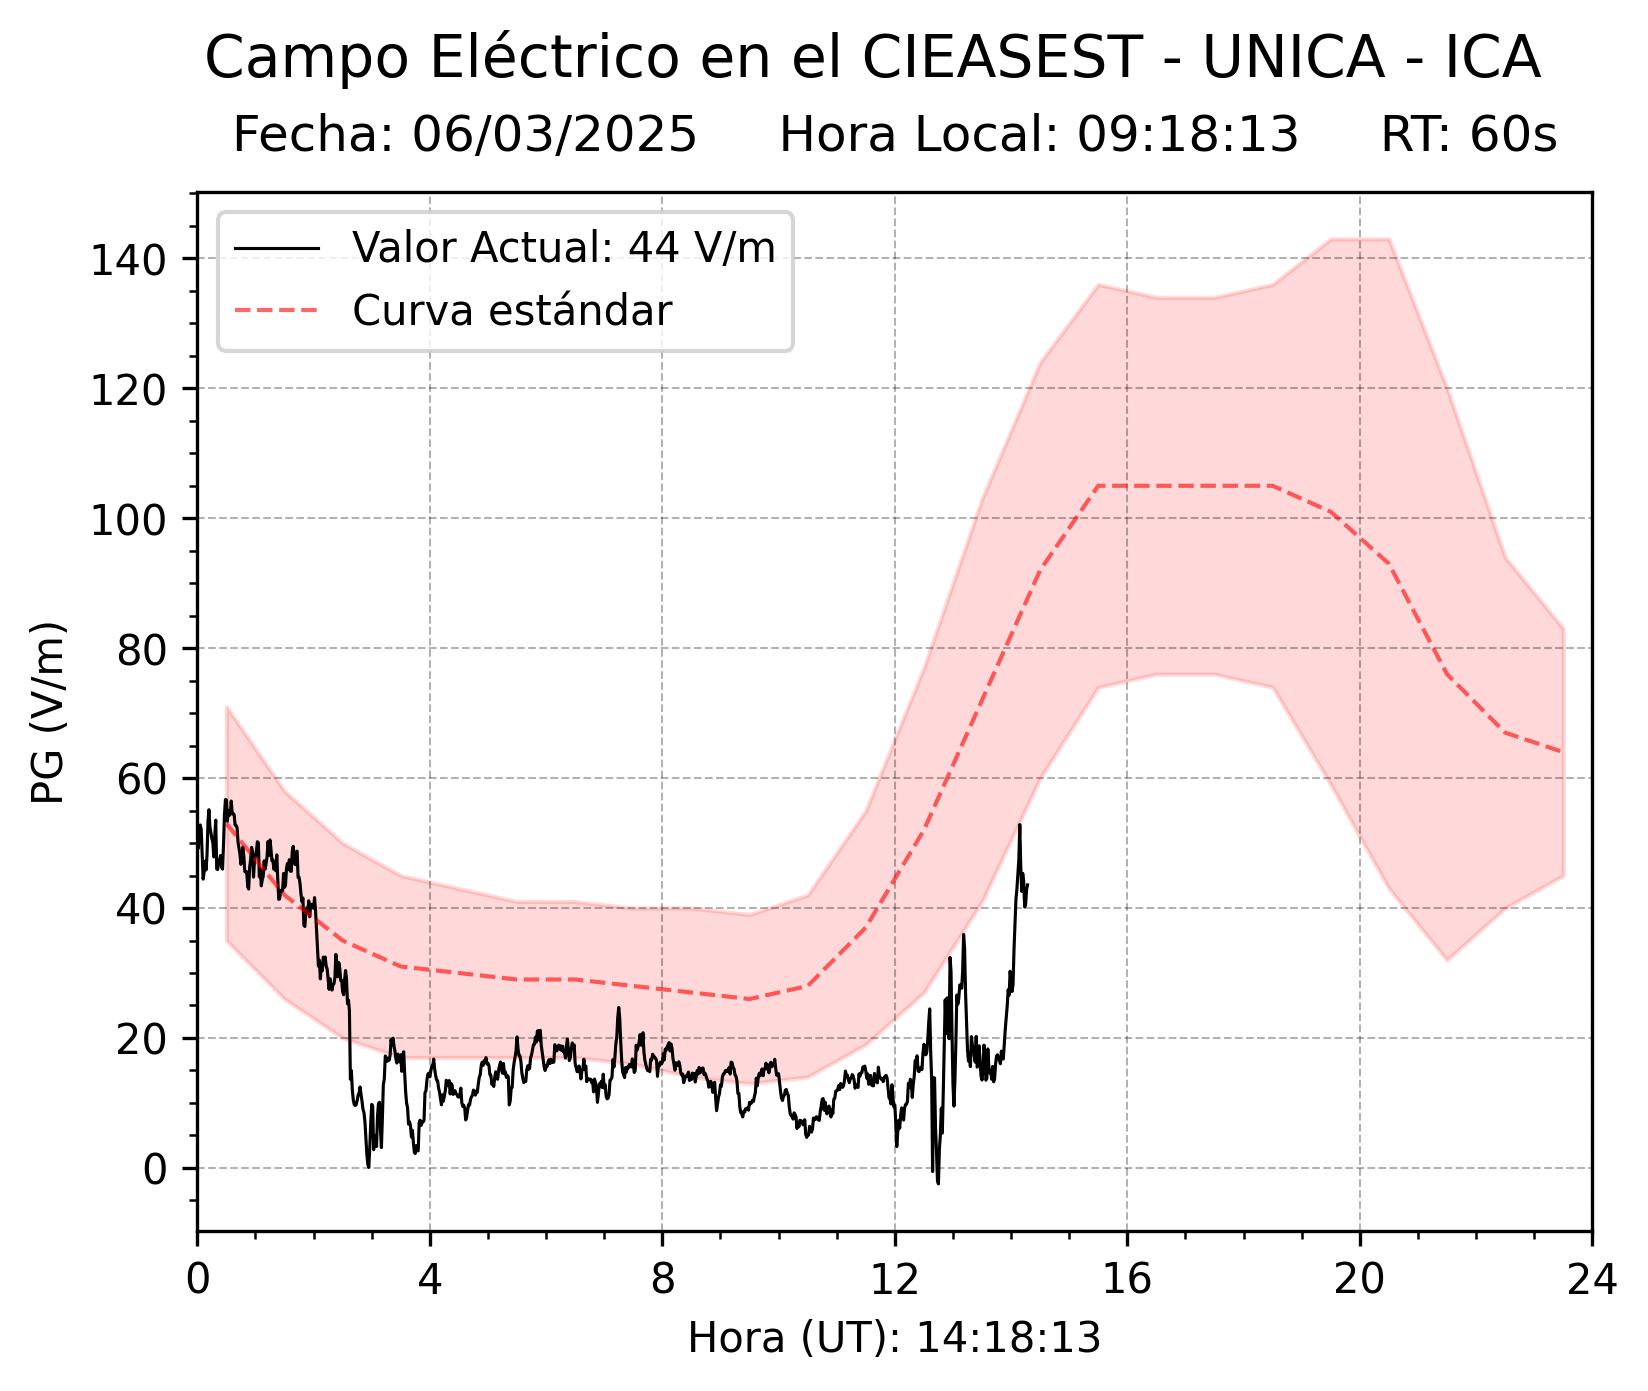 Campo Eléctrico en el CIEASEST - UNICA - ICA
Fecha: 06/03/2025 Hora Local: 09:18:13 RT: 60s
Valor Actual: 44 V/m
Curva estándar
140
120
100
80
60
40
20
0
PG (V/m)
0 4 8 12 16 20 24
Hora (UT): 14:18:13